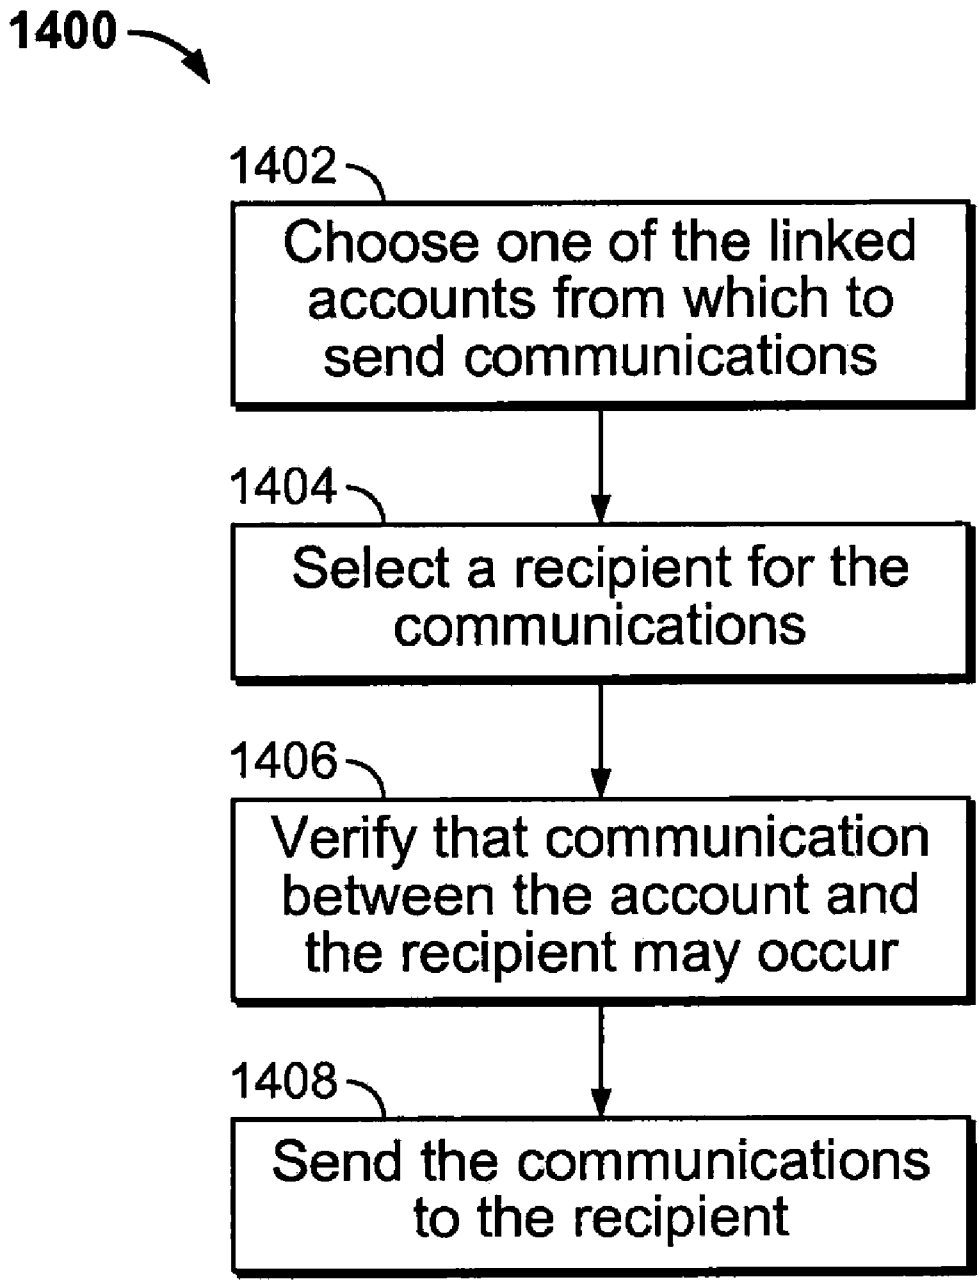 1400
1402
Choose one of the linked
accounts from which to
send communications
1404
Select a recipient for the
communications
1406
Verify that communication
between the account and
the recipient may occur
1408
Send the communications
to the recipient